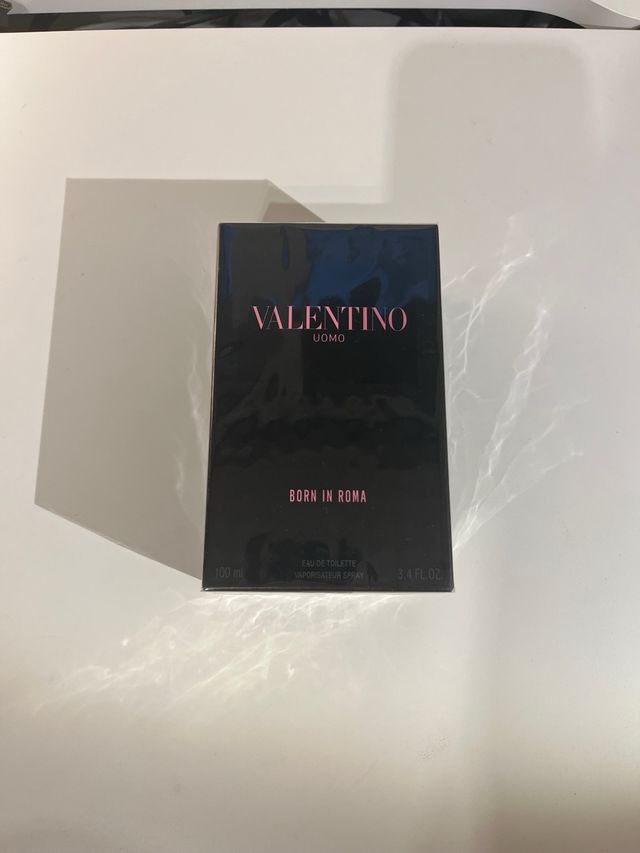 VALENTINO
UOMO
BORN IN ROMA
EAU DE TOILETTE
100 ml VAPORISATEUR SPRAY 3.4 FL.OZ.